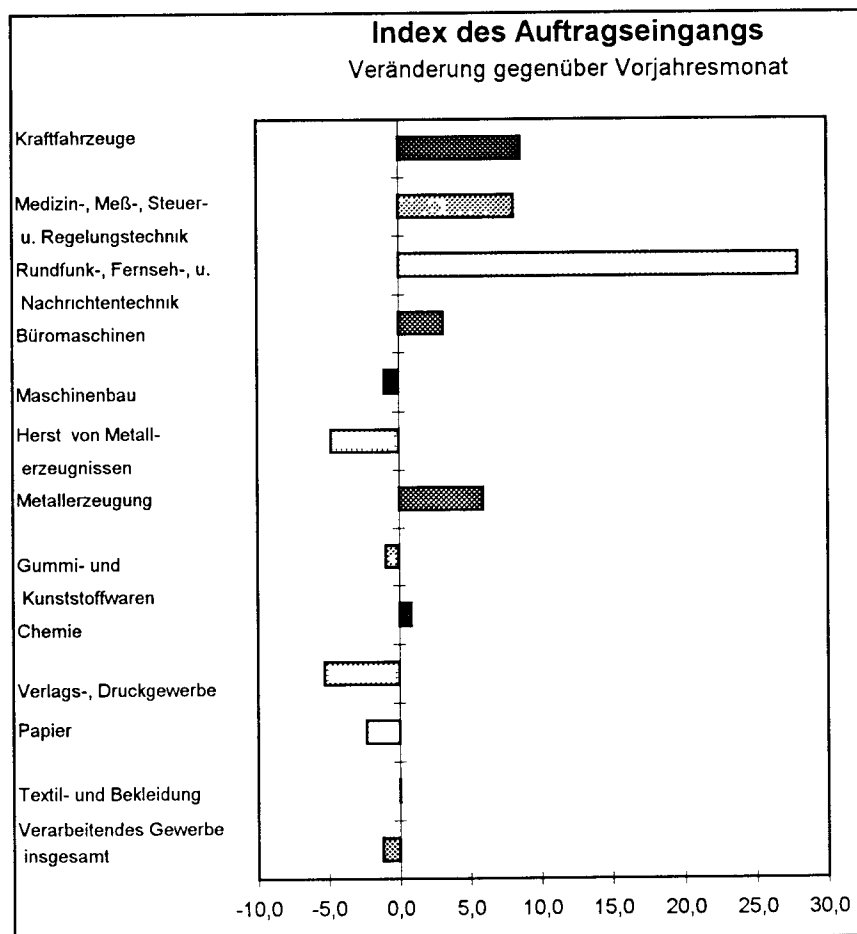 Index des Auftragseingangs
Veränderung gegenüber Vorjahresmonat
Kraftfahrzeuge
Medizin-, Meß-, Steuer-
u. Regelungstechnik
Rundfunk-, Fernseh-, u.
Nachrichtentechnik
Büromaschinen
Maschinenbau
Herst von Metall-
erzeugnissen
Metallerzeugung
Gummi- und
Kunststoffwaren
Chemie
Verlags-, Druckgewerbe
Papier
Textil- und Bekleidung
Verarbeitendes Gewerbe
insgesamt
-10,0 -5,0 0,0 5,0 10,0 15,0 20,0 25,0 30,0